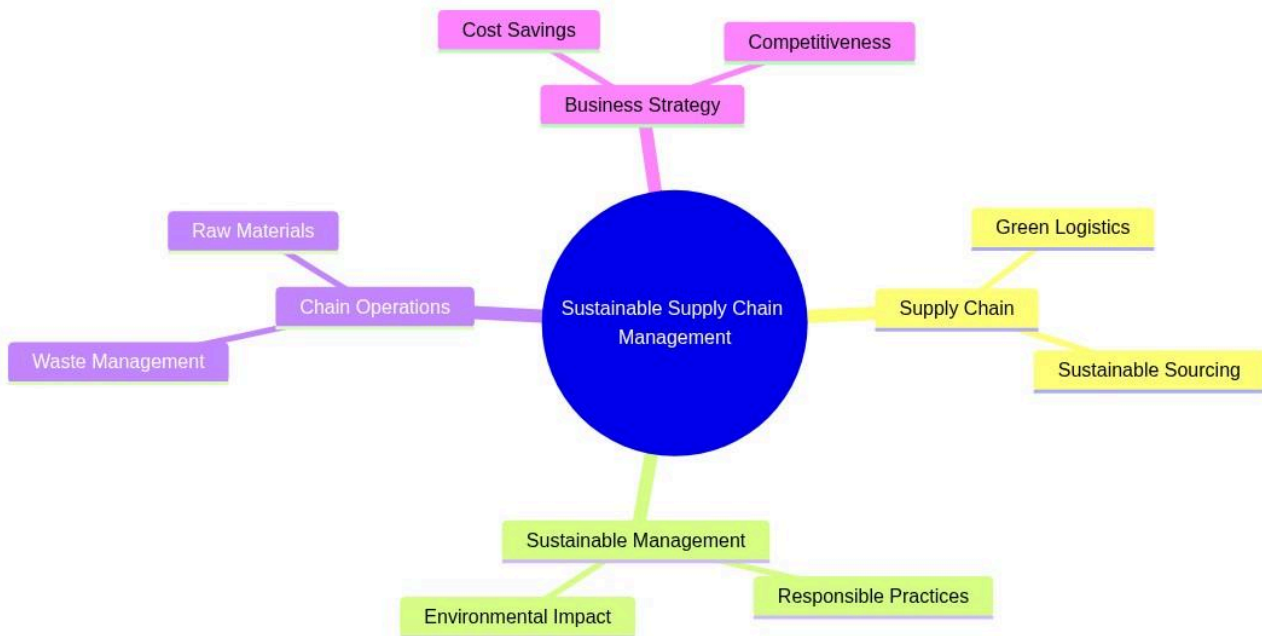 Cost Savings
Competitiveness
Business Strategy
Raw Materials
Green Logistics
Chain Operations
Sustainable Supply Chain
Management
Supply Chain
Waste Management
Sustainable Sourcing
Sustainable Management
Environmental Impact
Responsible Practices